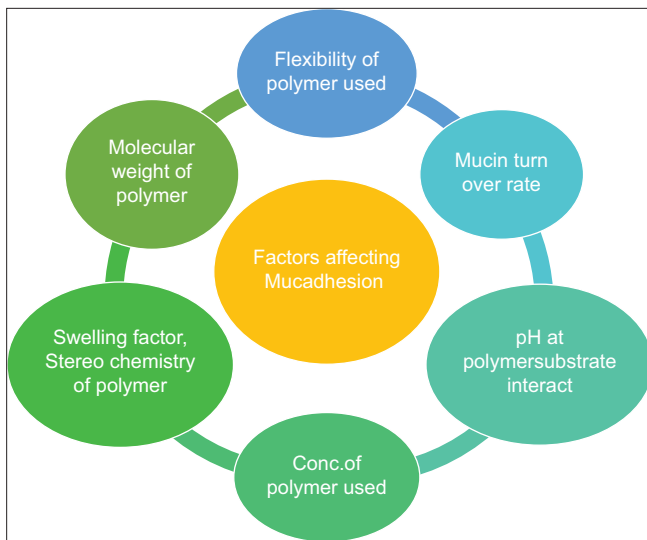 Flexibility of
polymer used
Mucin turn
over rate
pH at
polymersubstrate
interact
Conc.of
polymer used
Swelling factor,
Stereo chemistry
of polymer
Molecular
weight of
polymer
Factors affecting
Mucadhesion